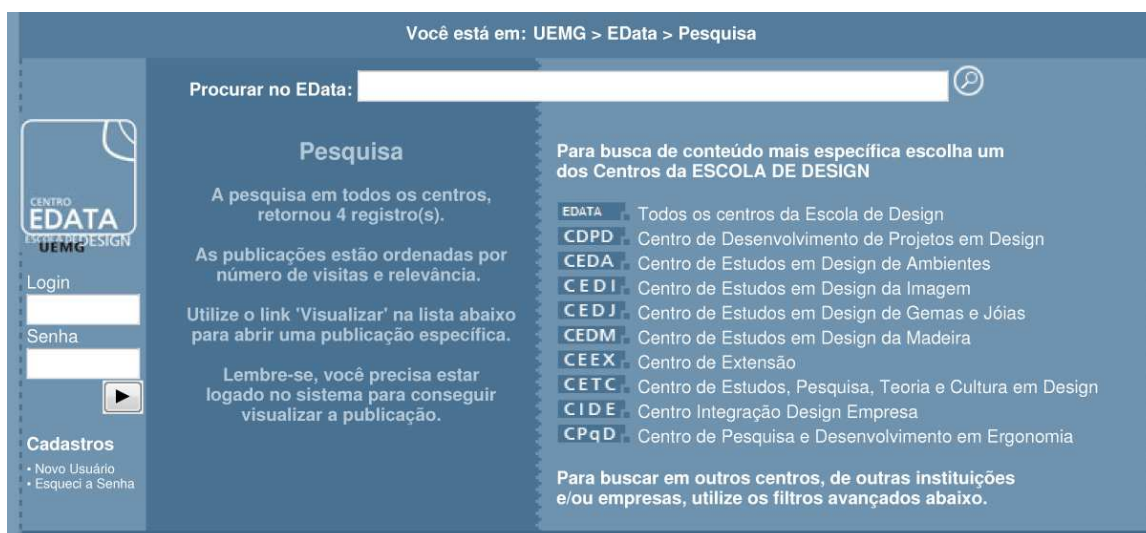 Você está em: UEMG > EData > Pesquisa
Procurar no EData:
CENTRO
EDATA
ESCOLA DE DESIGN
UEMG
Login
Senha
Cadastros
• Novo Usuário
• Esqueci a Senha
Pesquisa
A pesquisa em todos os centros,
retornou 4 registro(s).
As publicações estão ordenadas por
número de visitas e relevância.
Utilize o link 'Visualizar' na lista abaixo
para abrir uma publicação específica.
Lembre-se, você precisa estar
logado no sistema para conseguir
visualizar a publicação.
Para busca de conteúdo mais específica escolha um
dos Centros da ESCOLA DE DESIGN
EDATA Todos os centros da Escola de Design
CDPD Centro de Desenvolvimento de Projetos em Design
CEDA Centro de Estudos em Design de Ambientes
CEDI Centro de Estudos em Design da Imagem
CEDJ Centro de Estudos em Design de Gemas e Jóias
CEDM Centro de Estudos em Design da Madeira
CEEX Centro de Extensão
CETC Centro de Estudos, Pesquisa, Teoria e Cultura em Design
CIDE Centro Integração Design Empresa
CPqD Centro de Pesquisa e Desenvolvimento em Ergonomia
Para buscar em outros centros, de outras instituições
e/ou empresas, utilize os filtros avançados abaixo.